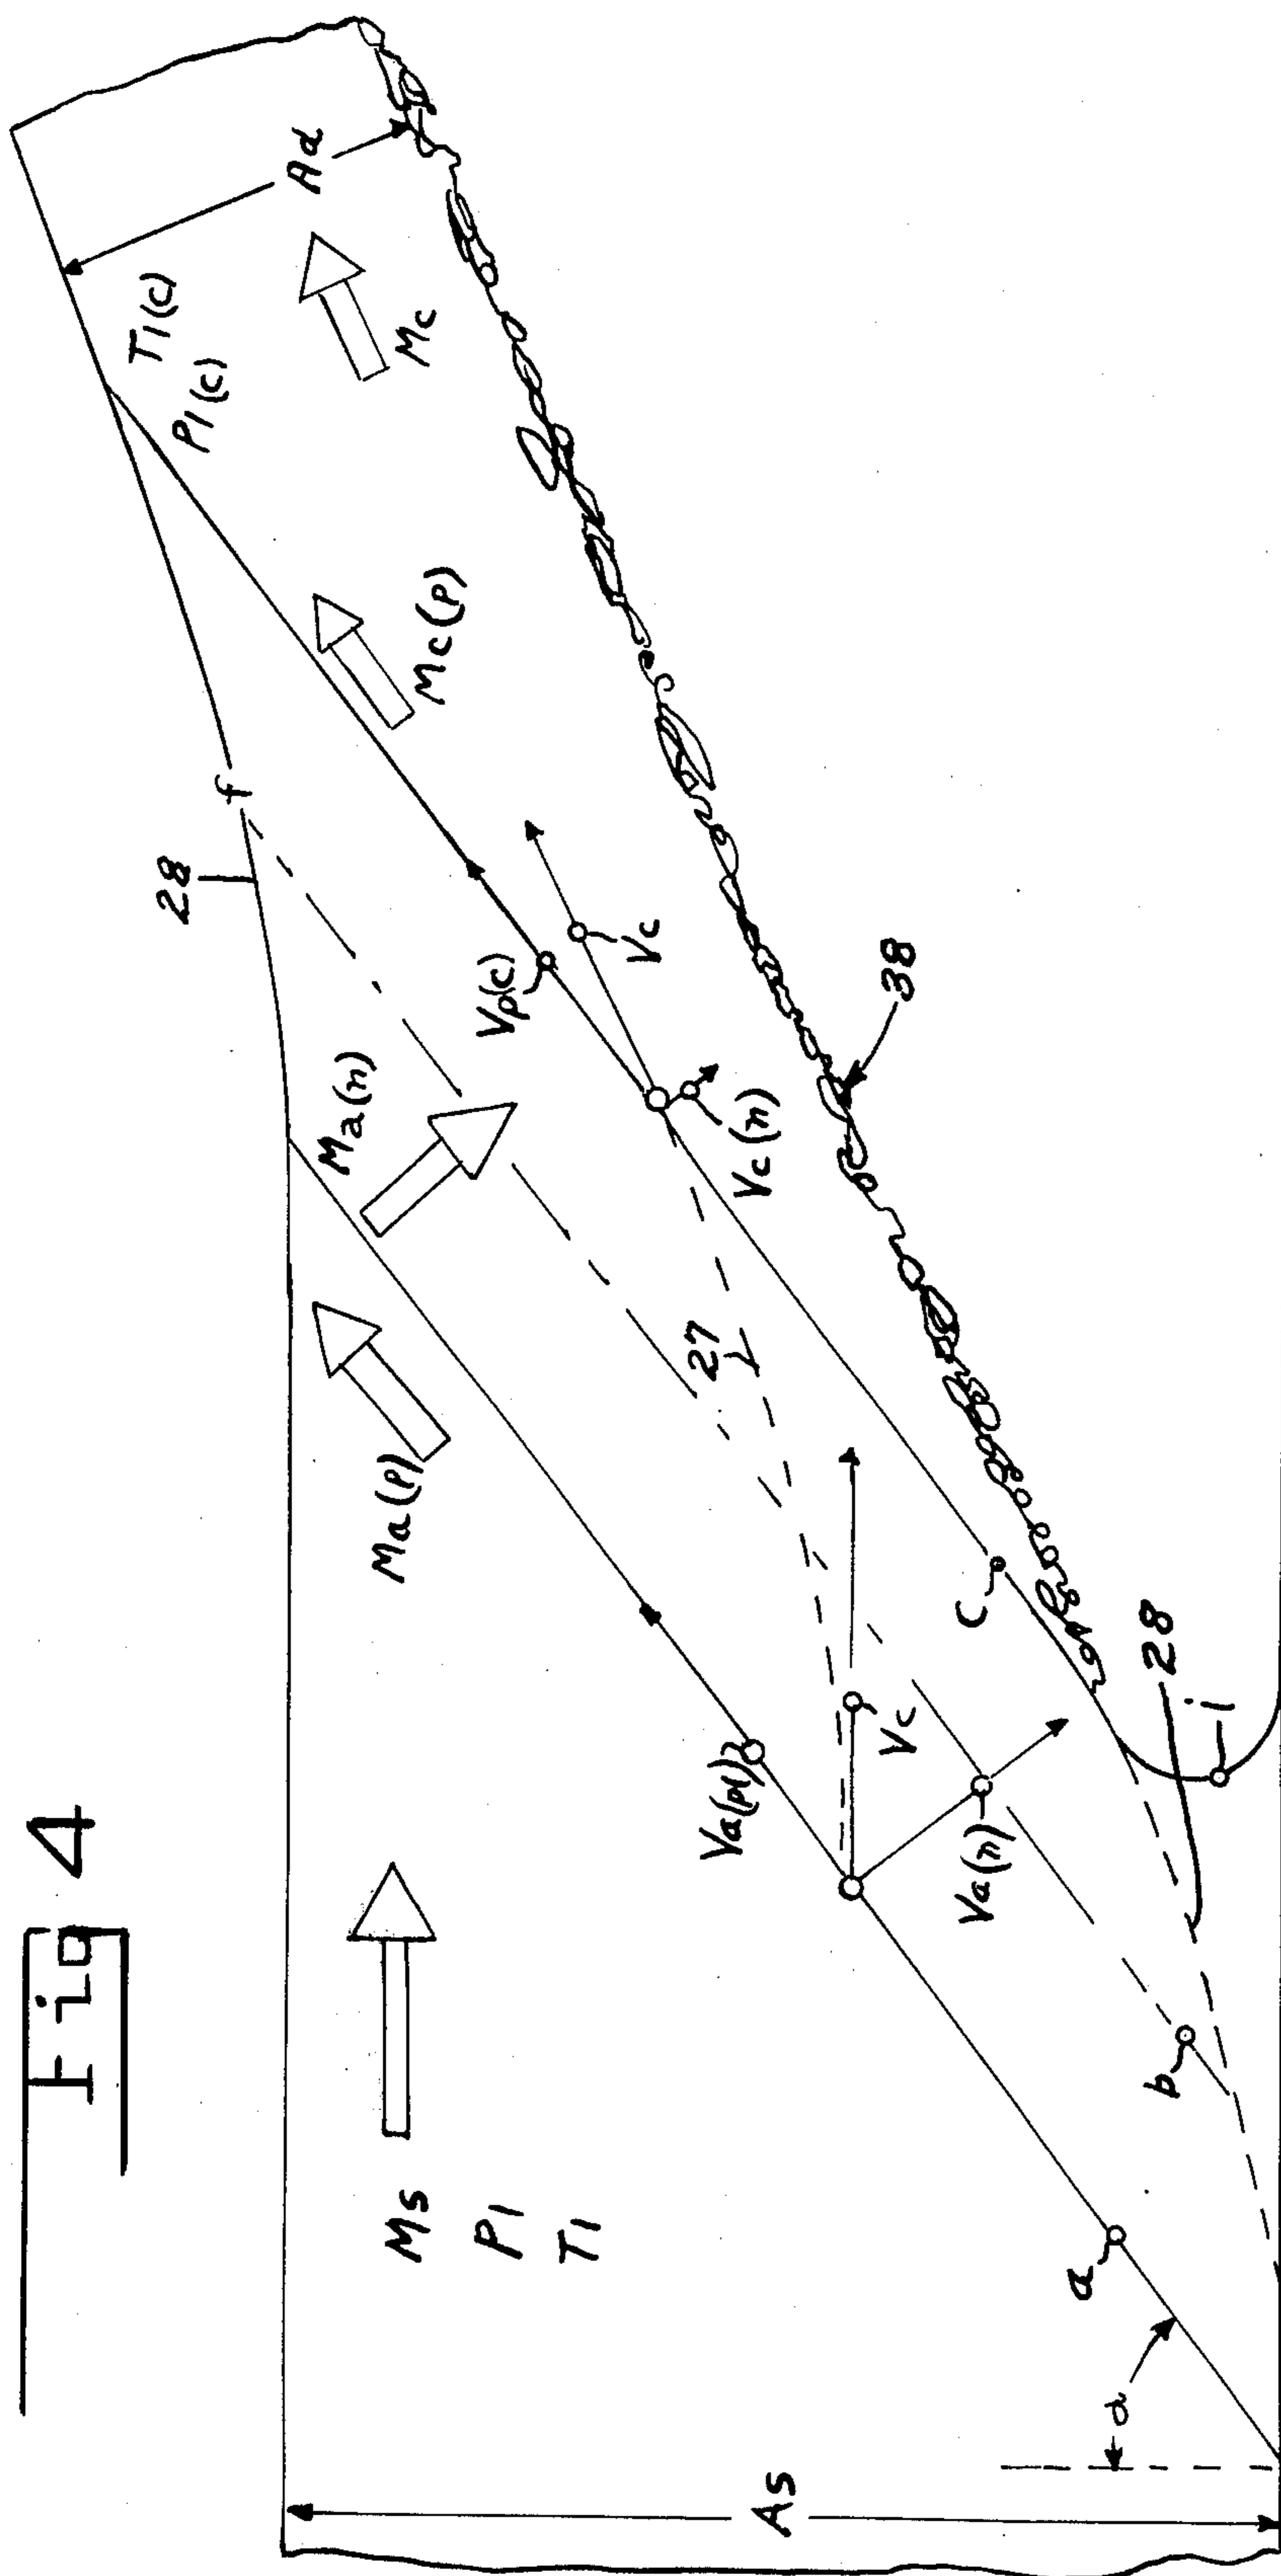 Fig 4
As
Ms
P1
T1
α
a
b
Va(p1)
Va(n)
Vc
i
28
c
Ma(p)
Ma(n)
27
28
f
Vp(c)
Vc
Vc(n)
38
Mc(p)
P1(c)
T1(c)
Mc
Ad